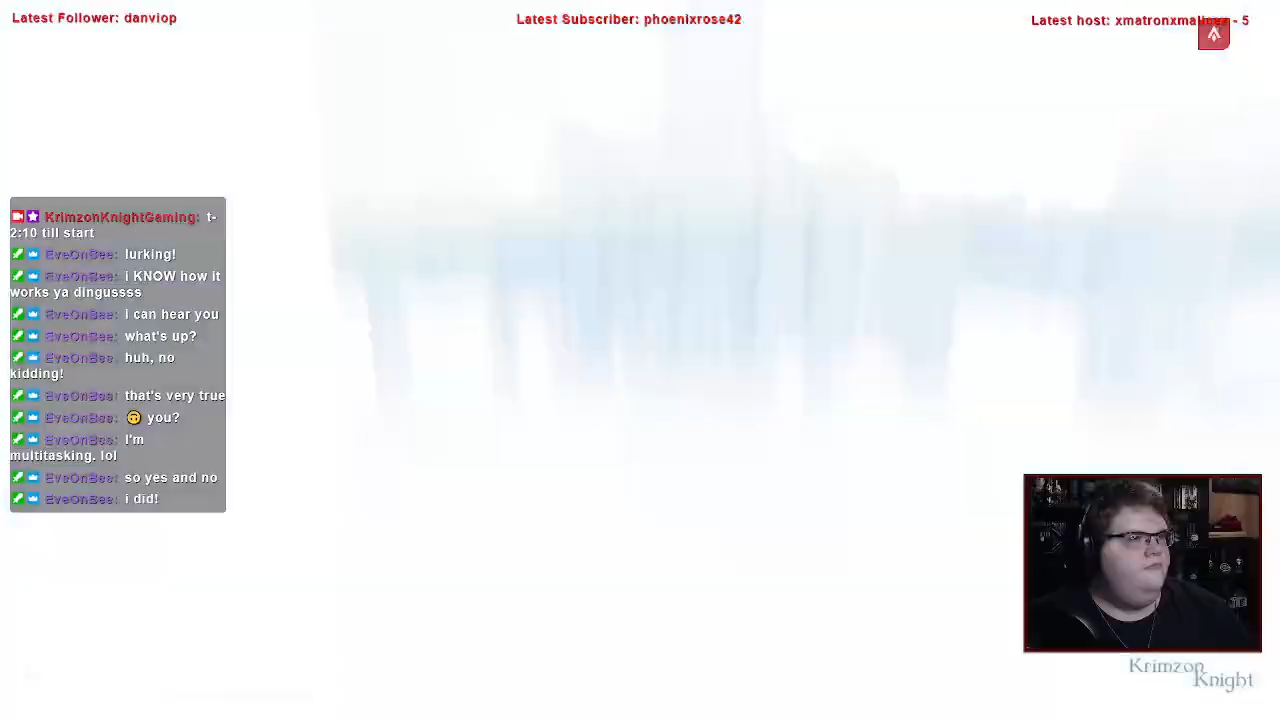 Latest Follower: danviop
Latest Subscriber: phoenixrose42
Latest host: xmatronxmalicex - 5
KrimzonKnightGaming: t-
2:10 till start
EveOnBee: lurking!
EveOnBee: i KNOW how it
works ya dingussss
EveOnBee: i can hear you
EveOnBee: what's up?
EveOnBee: huh, no
kidding!
EveOnBee: that's very true
EveOnBee: 🙃 you?
EveOnBee: I'm
multitasking. lol
EveOnBee: so yes and no
EveOnBee: i did!
Krimzon
Knight